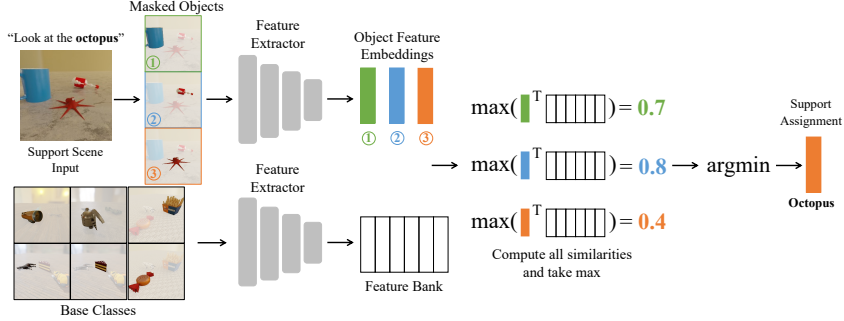 Masked Objects
“Look at the octopus”
1
2
3
Support Scene
Input
Feature
Extractor
Object Feature
Embeddings
1
2
3
max( T ) = 0.7
max( T ) = 0.8
max( T ) = 0.4
Compute all similarities
and take max
argmin
Support
Assignment
Octopus
Base Classes
Feature
Extractor
Feature Bank